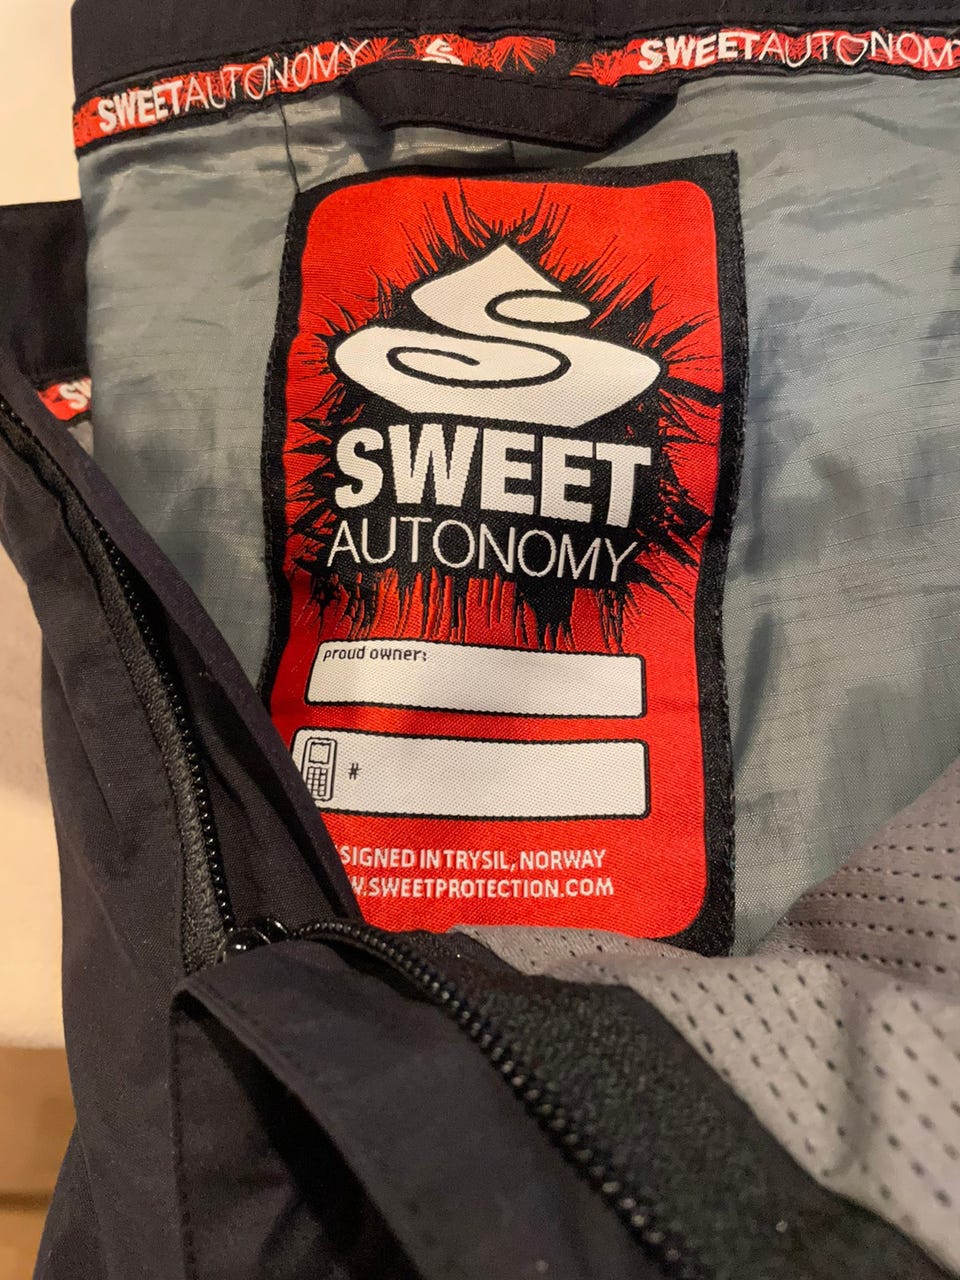 SWEETAUTONOMY
SWEETAUTONOMY
SWEET
AUTONOMY
proud owner:
#
SIGNED IN TRYSIL, NORWAY
W.SWEETPROTECTION.COM